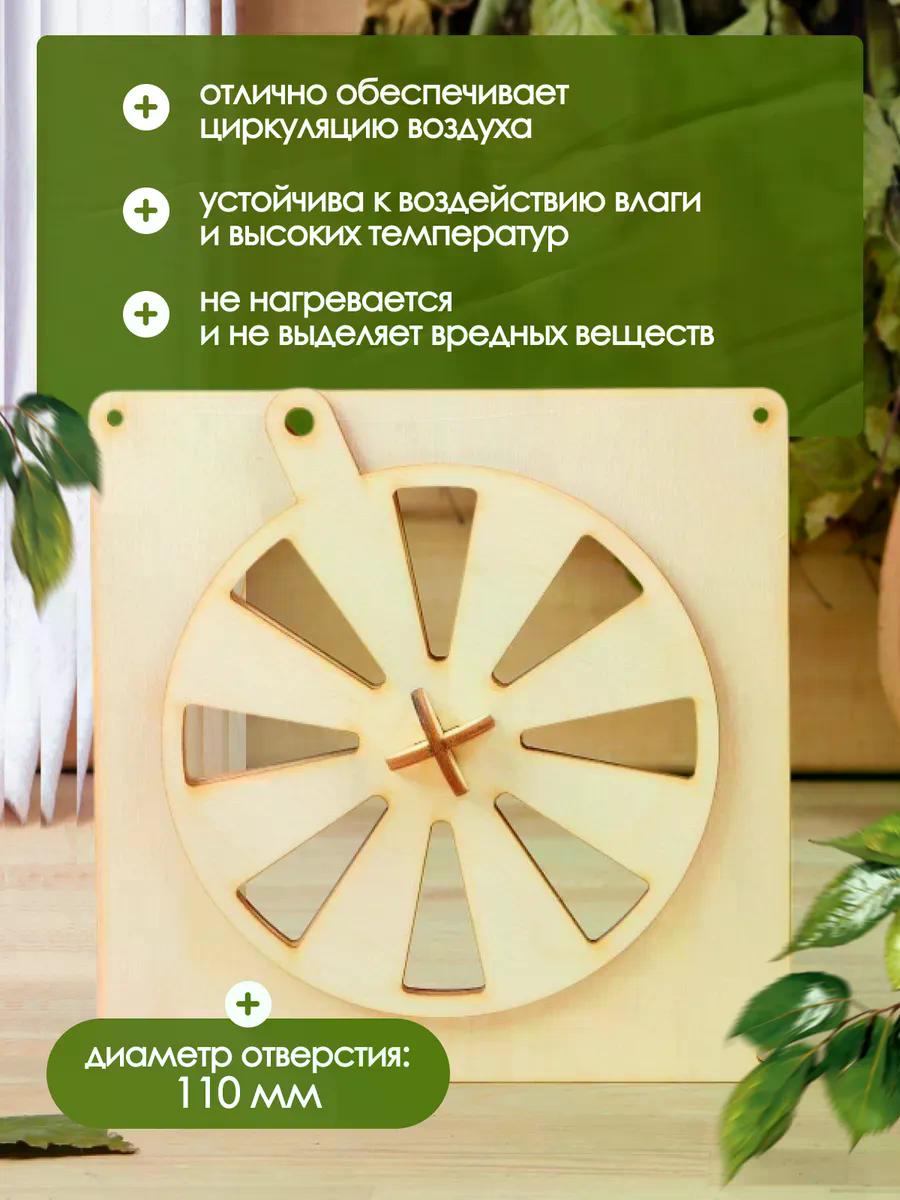 отлично обеспечивает
циркуляцию воздуха
устойчива к воздействию влаги
и высоких температур
не нагревается
и не выделяет вредных веществ
диаметр отверстия:
110 мм